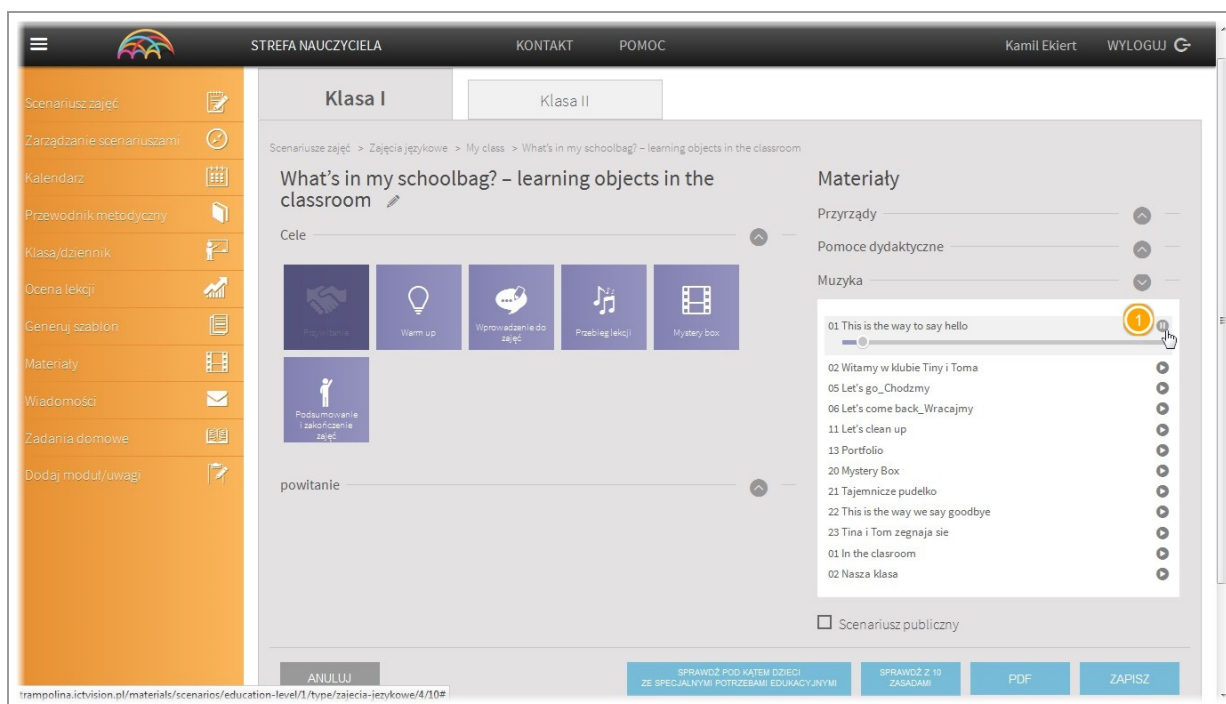 STREFA NAUCZYCIELA KONTAKT POMOC Kamil Ekiert WYLOGUJ
Scenariusz zajęć
Zarządzanie scenariuszami
Kalendarz
Przewodnik metodyczny
Klasa/dziennik
Ocena lekcji
Generuj szablon
Materiały
Wiadomości
Zadania domowe
Dodaj moduł/uwagi
Klasa I Klasa II
Scenariusze zajęć > Zajęcia językowe > My class > What's in my schoolbag? – learning objects in the classroom
What's in my schoolbag? – learning objects in the
classroom
Cele
Przywitanie
Warm up
Wprowadzenie do
zajęć
Przebieg lekcji
Mystery box
Podsumowanie
i zakończenie
zajęć
powitanie
Materiały
Przyrządy
Pomoce dydaktyczne
Muzyka
01 This is the way to say hello
1
02 Witamy w klubie Tiny i Toma
05 Let's go_Chodzmy
06 Let's come back_Wracajmy
11 Let's clean up
13 Portfolio
20 Mystery Box
21 Tajemnicze pudelko
22 This is the way we say goodbye
23 Tina i Tom zegnaja sie
01 In the clasroom
02 Nasza klasa
Scenariusz publiczny
ANULUJ
SPRAWDŹ POD KĄTEM DZIECI
ZE SPECJALNYMI POTRZEBAMI EDUKACYJNYMI
SPRAWDŹ Z 10
ZASADAMI
PDF
ZAPISZ
trampolina.ictvision.pl/materials/scenarios/education-level/1/type/zajecia-jezykowe/4/10#